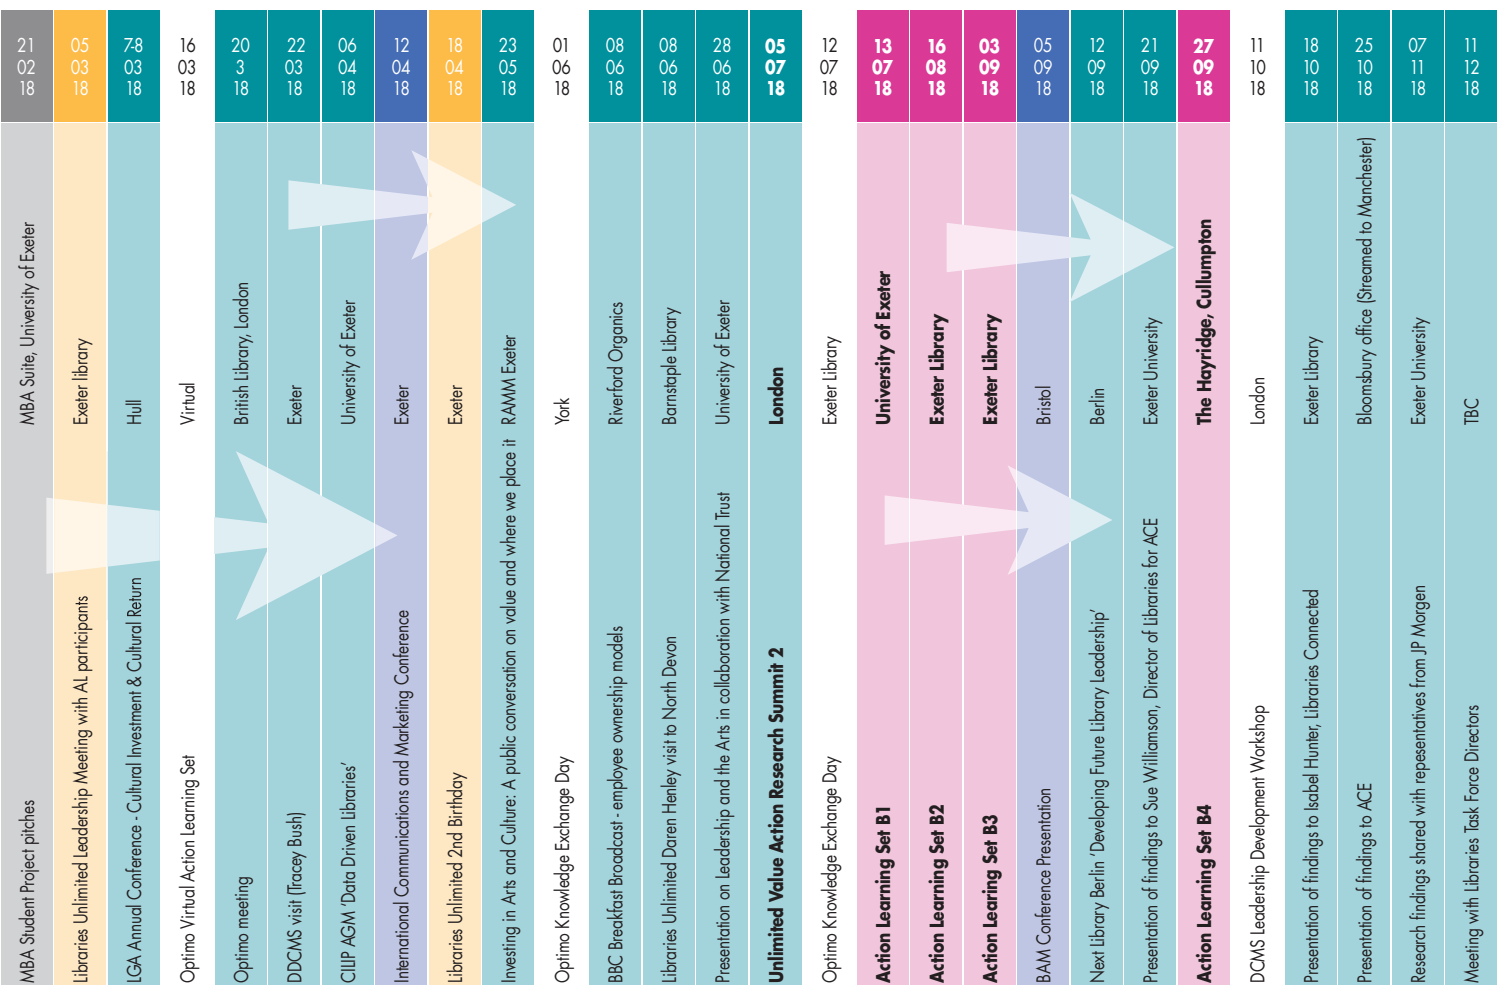 21
02
18
MBA Suite, University of Exeter
MBA Student Project pitches
05
03
18
Exeter library
Libraries Unlimited Leadership Meeting with AL participants
7-8
03
18
Hull
LGA Annual Conference - Cultural Investment & Cultural Return
16
03
18
Virtual
Optimo Virtual Action Learning Set
20
3
18
British Library, London
Optimo meeting
22
03
18
Exeter
DDCMS visit (Tracey Bush)
06
04
18
University of Exeter
CILIP AGM ‘Data Driven Libraries’
12
04
18
Exeter
International Communications and Marketing Conference
18
04
18
Exeter
Libraries Unlimited 2nd Birthday
23
05
18
RAMM Exeter
Investing in Arts and Culture: A public conversation on value and where we place it
01
06
18
York
Optimo Knowledge Exchange Day
08
06
18
Riverford Organics
BBC Breakfast Broadcast - employee ownership models
08
06
18
Barnstaple Library
Libraries Unlimited Daren Henley visit to North Devon
28
06
18
University of Exeter
Presentation on Leadership and the Arts in collaboration with National Trust
05
07
18
London
Unlimited Value Action Research Summit 2
12
07
18
Exeter Library
Optimo Knowledge Exchange Day
13
07
18
University of Exeter
Action Learning Set B1
16
08
18
Exeter Library
Action Learning Set B2
03
09
18
Exeter Library
Action Learing Set B3
05
09
18
Bristol
BAM Conference Presentation
12
09
18
Berlin
Next Library Berlin ‘Developing Future Library Leadership’
21
09
18
Exeter University
Presentation of findings to Sue Williamson, Director of Libraries for ACE
27
09
18
The Hayridge, Cullumpton
Action Learning Set B4
11
10
18
London
DCMS Leadership Development Workshop
18
10
18
Exeter Library
Presentation of findings to Isabel Hunter, Libraries Connected
25
10
18
Bloomsbury office (Streamed to Manchester)
Presentation of findings to ACE
07
11
18
Exeter University
Research findings shared with repesentatives from JP Morgen
11
12
18
TBC
Meeting with Libraries Task Force Directors